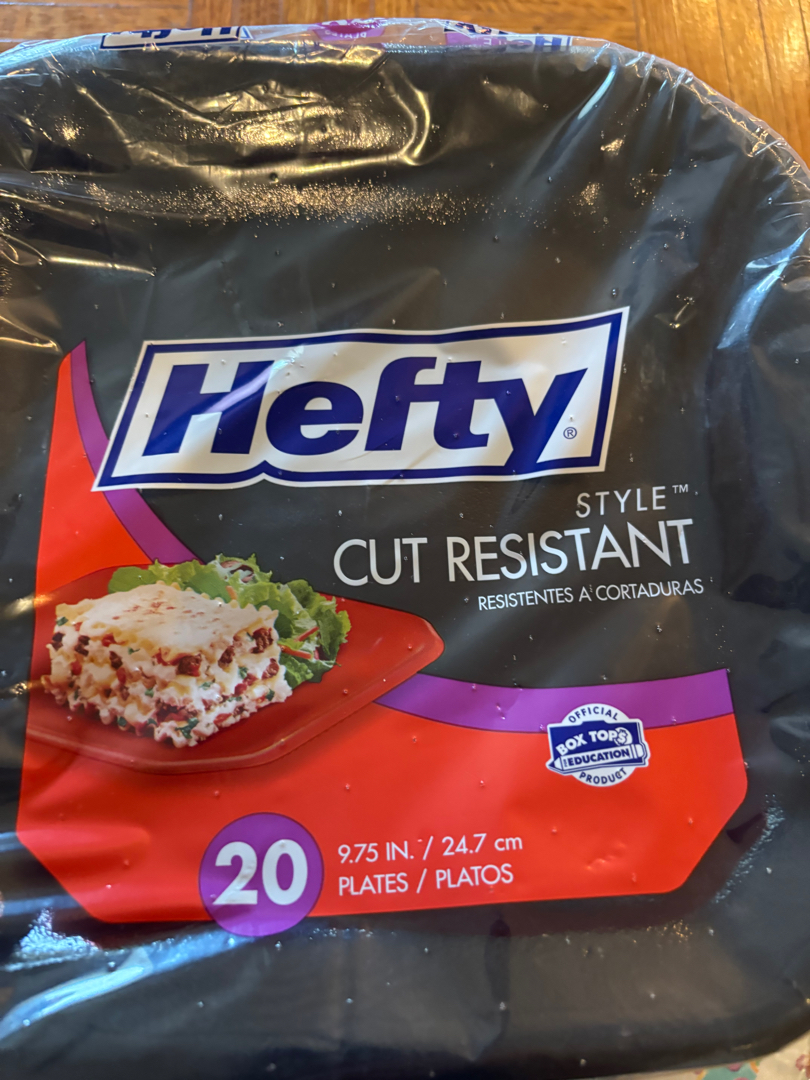 Hefty®
STYLE™
CUT RESISTANT
RESISTENTES A CORTADURAS
OFFICIAL
BOX TOPS
FOR EDUCATION
PRODUCT
20
9.75 IN. / 24.7 cm
PLATES / PLATOS